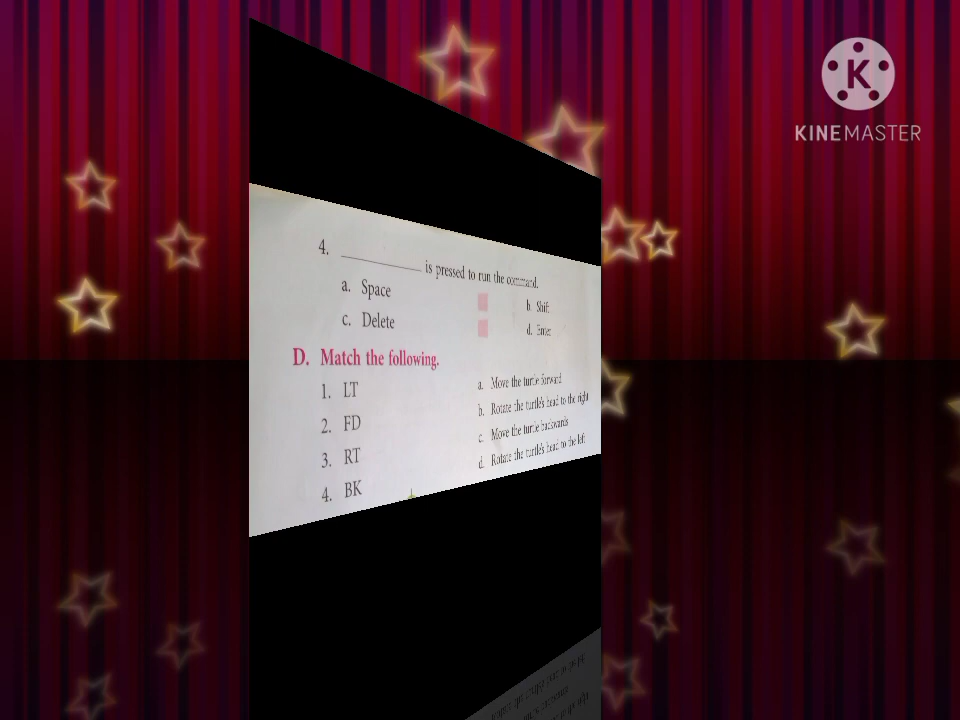 K
KINEMASTER
4. __________ is pressed to run the command.
a. Space b. Shift
c. Delete d. Enter
D. Match the following.
1. LT a. Move the turtle forward
2. FD b. Rotate the turtle's head to the right
3. RT c. Move the turtle backwards
4. BK d. Rotate the turtle's head to the left